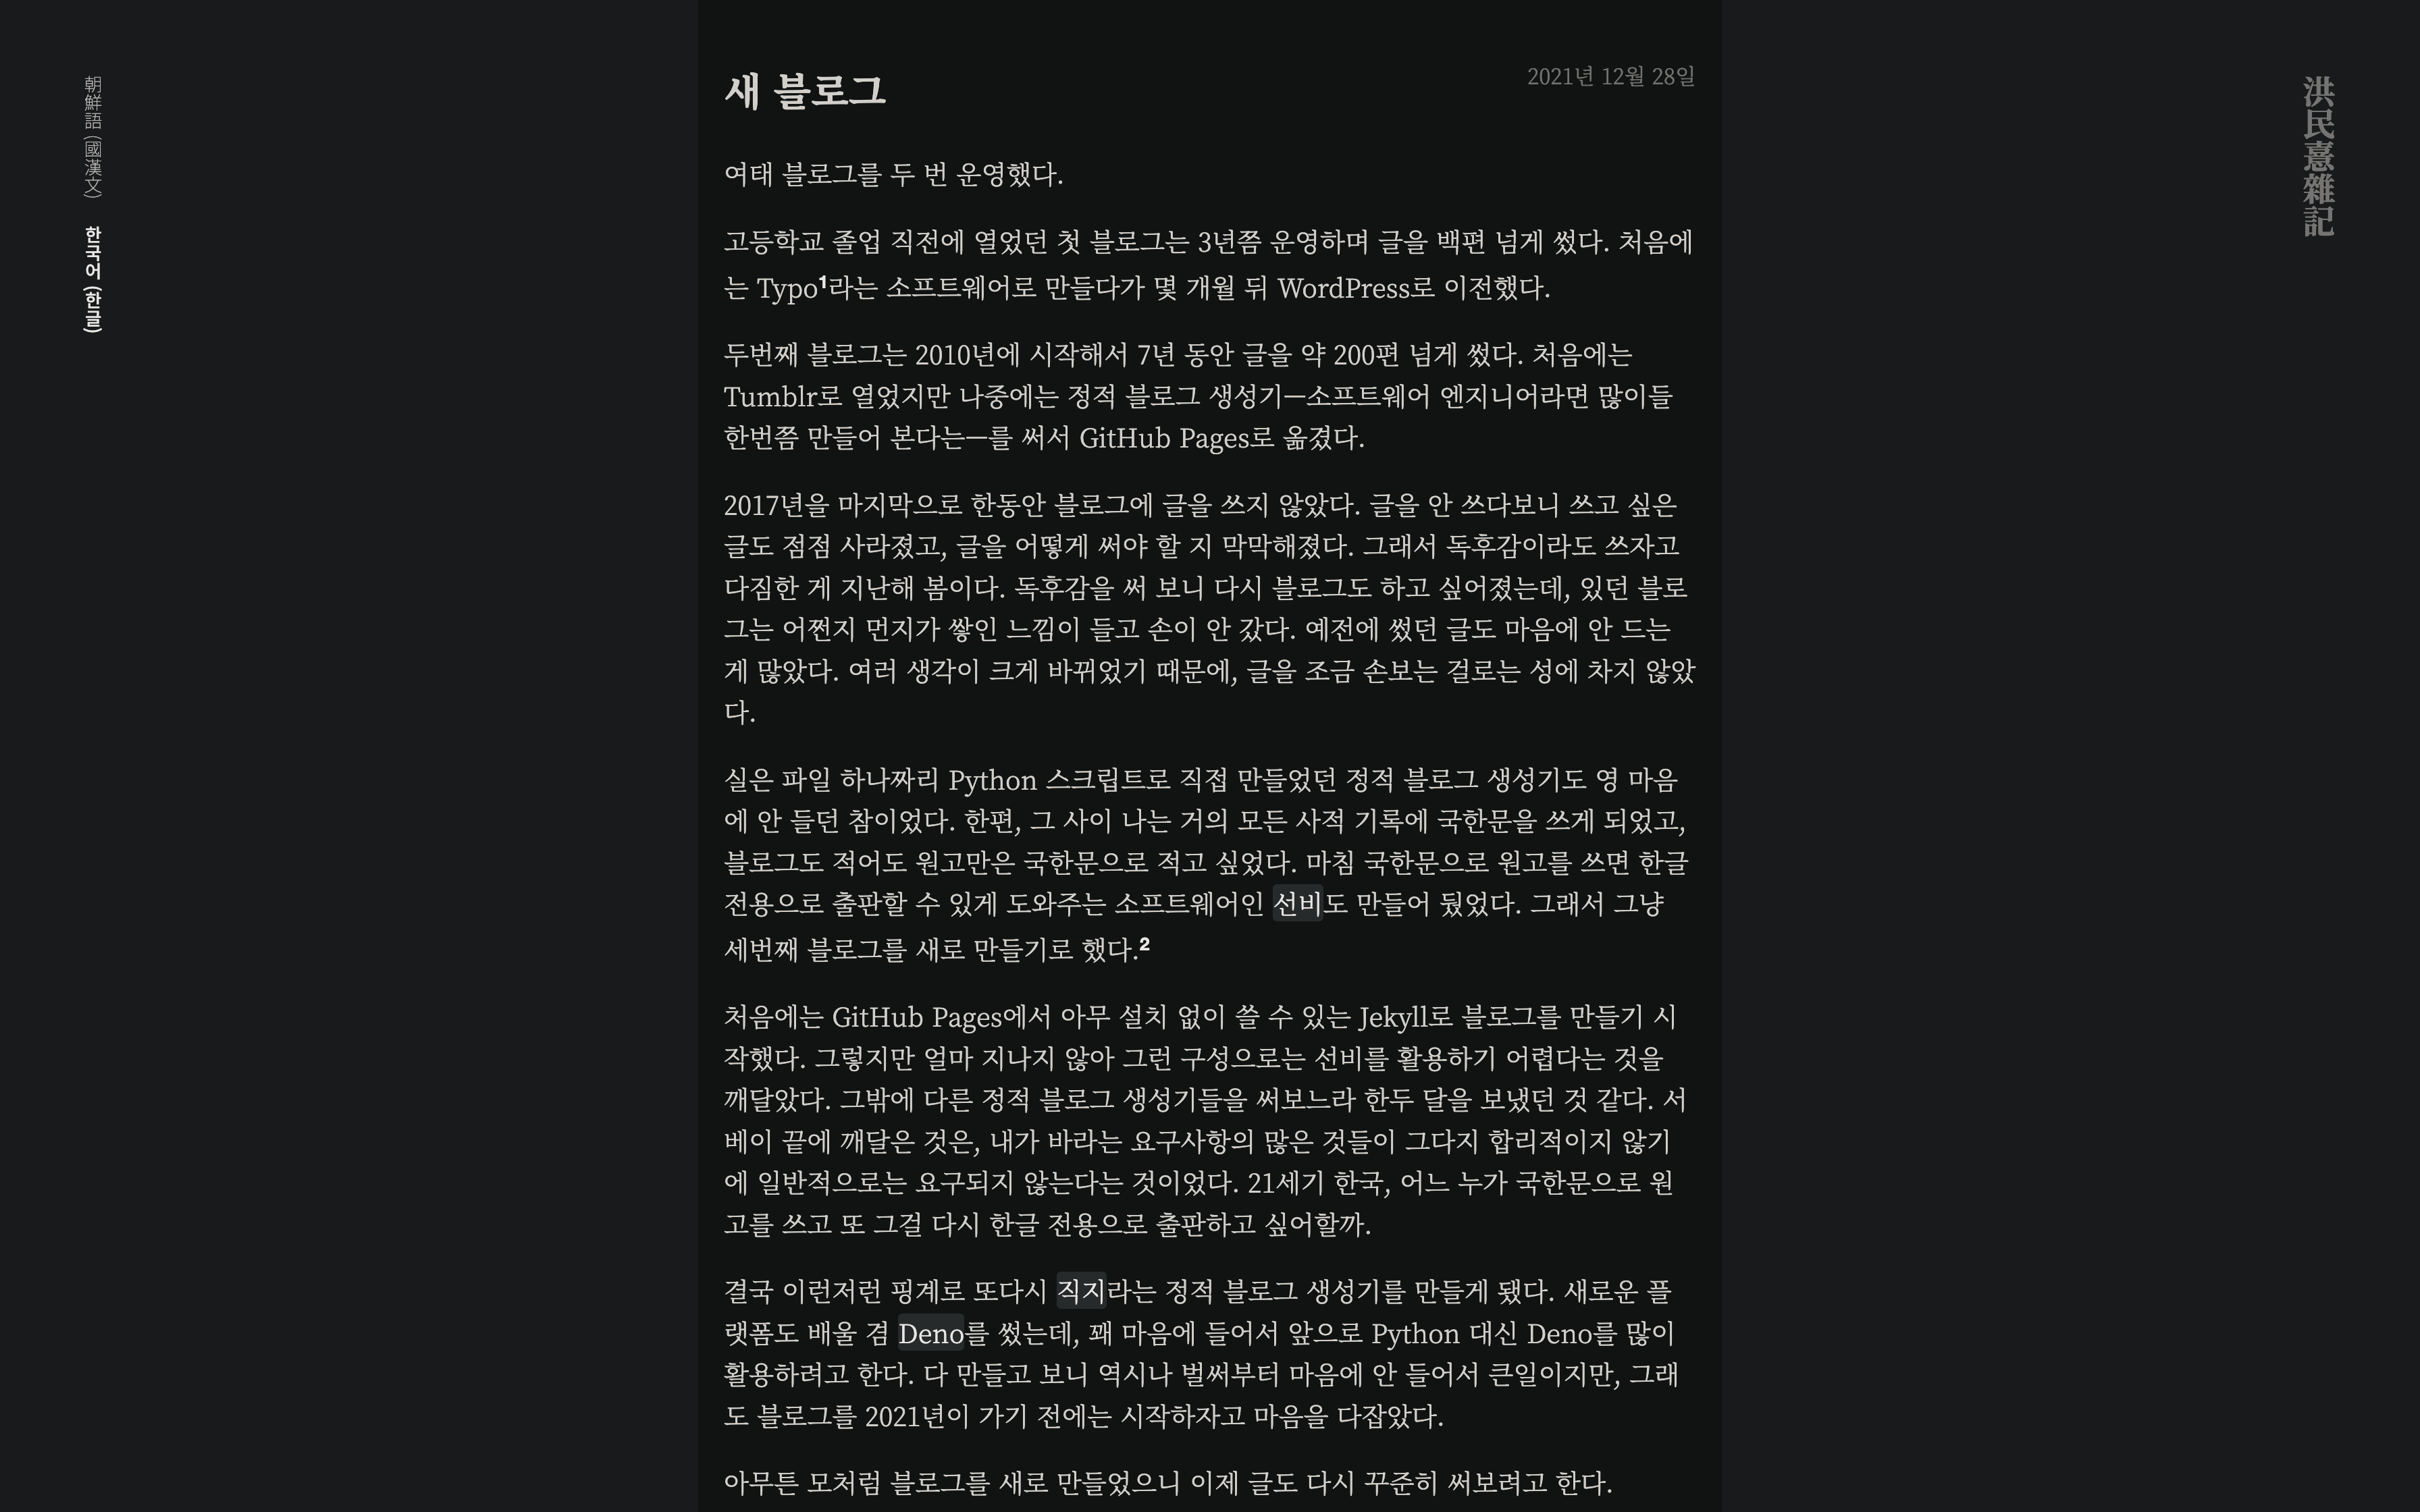 朝鮮語(國漢文)
한국어(한글)
새 블로그
2021년 12월 28일
洪民憙雜記
여태 블로그를 두 번 운영했다.
고등학교 졸업 직전에 열었던 첫 블로그는 3년쯤 운영하며 글을 백편 넘게 썼다. 처음에
는 Typo¹라는 소프트웨어로 만들다가 몇 개월 뒤 WordPress로 이전했다.
두번째 블로그는 2010년에 시작해서 7년 동안 글을 약 200편 넘게 썼다. 처음에는
Tumblr로 열었지만 나중에는 정적 블로그 생성기—소프트웨어 엔지니어라면 많이들
한번쯤 만들어 본다는—를 써서 GitHub Pages로 옮겼다.
2017년을 마지막으로 한동안 블로그에 글을 쓰지 않았다. 글을 안 쓰다보니 쓰고 싶은
글도 점점 사라졌고, 글을 어떻게 써야 할 지 막막해졌다. 그래서 독후감이라도 쓰자고
다짐한 게 지난해 봄이다. 독후감을 써 보니 다시 블로그도 하고 싶어졌는데, 있던 블로
그는 어쩐지 먼지가 쌓인 느낌이 들고 손이 안 갔다. 예전에 썼던 글도 마음에 안 드는
게 많았다. 여러 생각이 크게 바뀌었기 때문에, 글을 조금 손보는 걸로는 성에 차지 않았
다.
실은 파일 하나짜리 Python 스크립트로 직접 만들었던 정적 블로그 생성기도 영 마음
에 안 들던 참이었다. 한편, 그 사이 나는 거의 모든 사적 기록에 국한문을 쓰게 되었고,
블로그도 적어도 원고만은 국한문으로 적고 싶었다. 마침 국한문으로 원고를 쓰면 한글
전용으로 출판할 수 있게 도와주는 소프트웨어인 선비도 만들어 뒀었다. 그래서 그냥
세번째 블로그를 새로 만들기로 했다.²
처음에는 GitHub Pages에서 아무 설치 없이 쓸 수 있는 Jekyll로 블로그를 만들기 시
작했다. 그렇지만 얼마 지나지 않아 그런 구성으로는 선비를 활용하기 어렵다는 것을
깨달았다. 그밖에 다른 정적 블로그 생성기들을 써보느라 한두 달을 보냈던 것 같다. 서
베이 끝에 깨달은 것은, 내가 바라는 요구사항의 많은 것들이 그다지 합리적이지 않기
에 일반적으로는 요구되지 않는다는 것이었다. 21세기 한국, 어느 누가 국한문으로 원
고를 쓰고 또 그걸 다시 한글 전용으로 출판하고 싶어할까.
결국 이런저런 핑계로 또다시 직지라는 정적 블로그 생성기를 만들게 됐다. 새로운 플
랫폼도 배울 겸 Deno를 썼는데, 꽤 마음에 들어서 앞으로 Python 대신 Deno를 많이
활용하려고 한다. 다 만들고 보니 역시나 벌써부터 마음에 안 들어서 큰일이지만, 그래
도 블로그를 2021년이 가기 전에는 시작하자고 마음을 다잡았다.
아무튼 모처럼 블로그를 새로 만들었으니 이제 글도 다시 꾸준히 써보려고 한다.